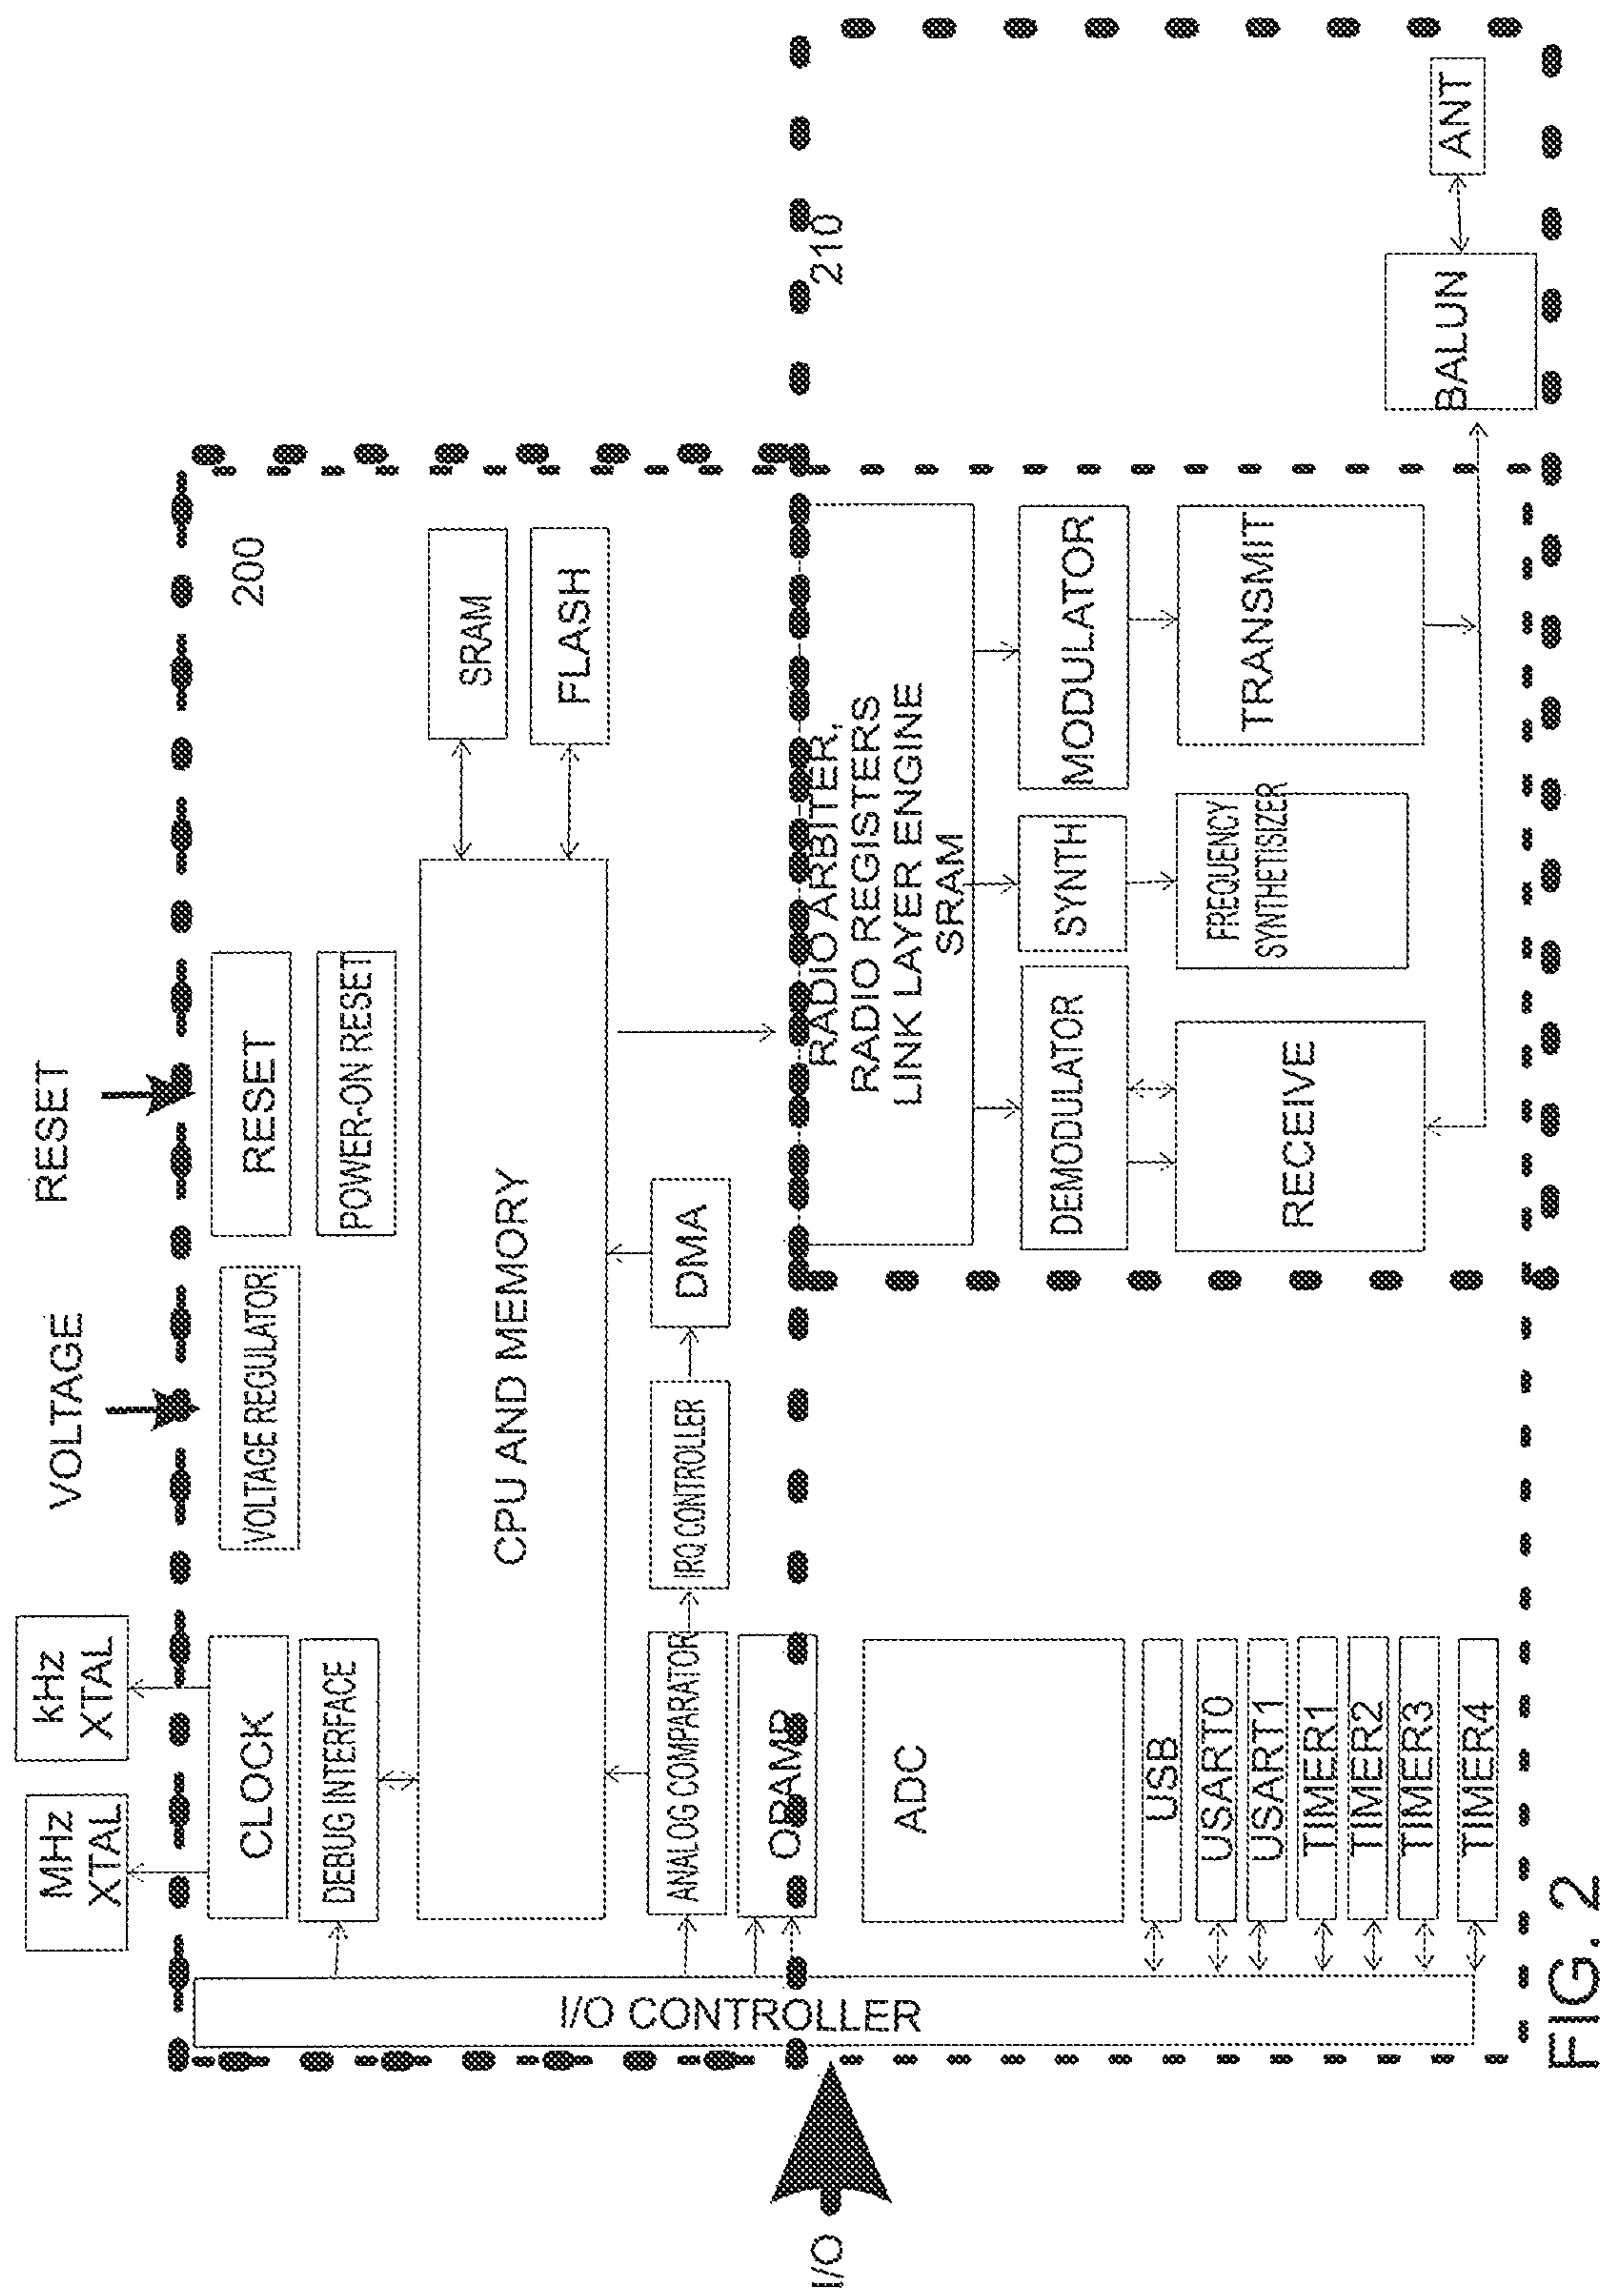 MHz
XTAL
kHz
XTAL
VOLTAGE
RESET
CLOCK
VOLTAGE REGULATOR
RESET
200
DEBUG INTERFACE
POWER-ON RESET
CPU AND MEMORY
SRAM
FLASH
ANALOG COMPARATOR
IRQ CONTROLLER
DMA
OPAMP
I/O
I/O CONTROLLER
210
RADIO ARBITER,
RADIO REGISTERS
LINK LAYER ENGINE
SRAM
ADC
DEMODULATOR
SYNTH
MODULATOR
USB
USART0
USART1
TIMER1
TIMER2
TIMER3
TIMER4
RECEIVE
FREQUENCY
SYNTHETISIZER
TRANSMIT
BALUN
ANT
FIG. 2